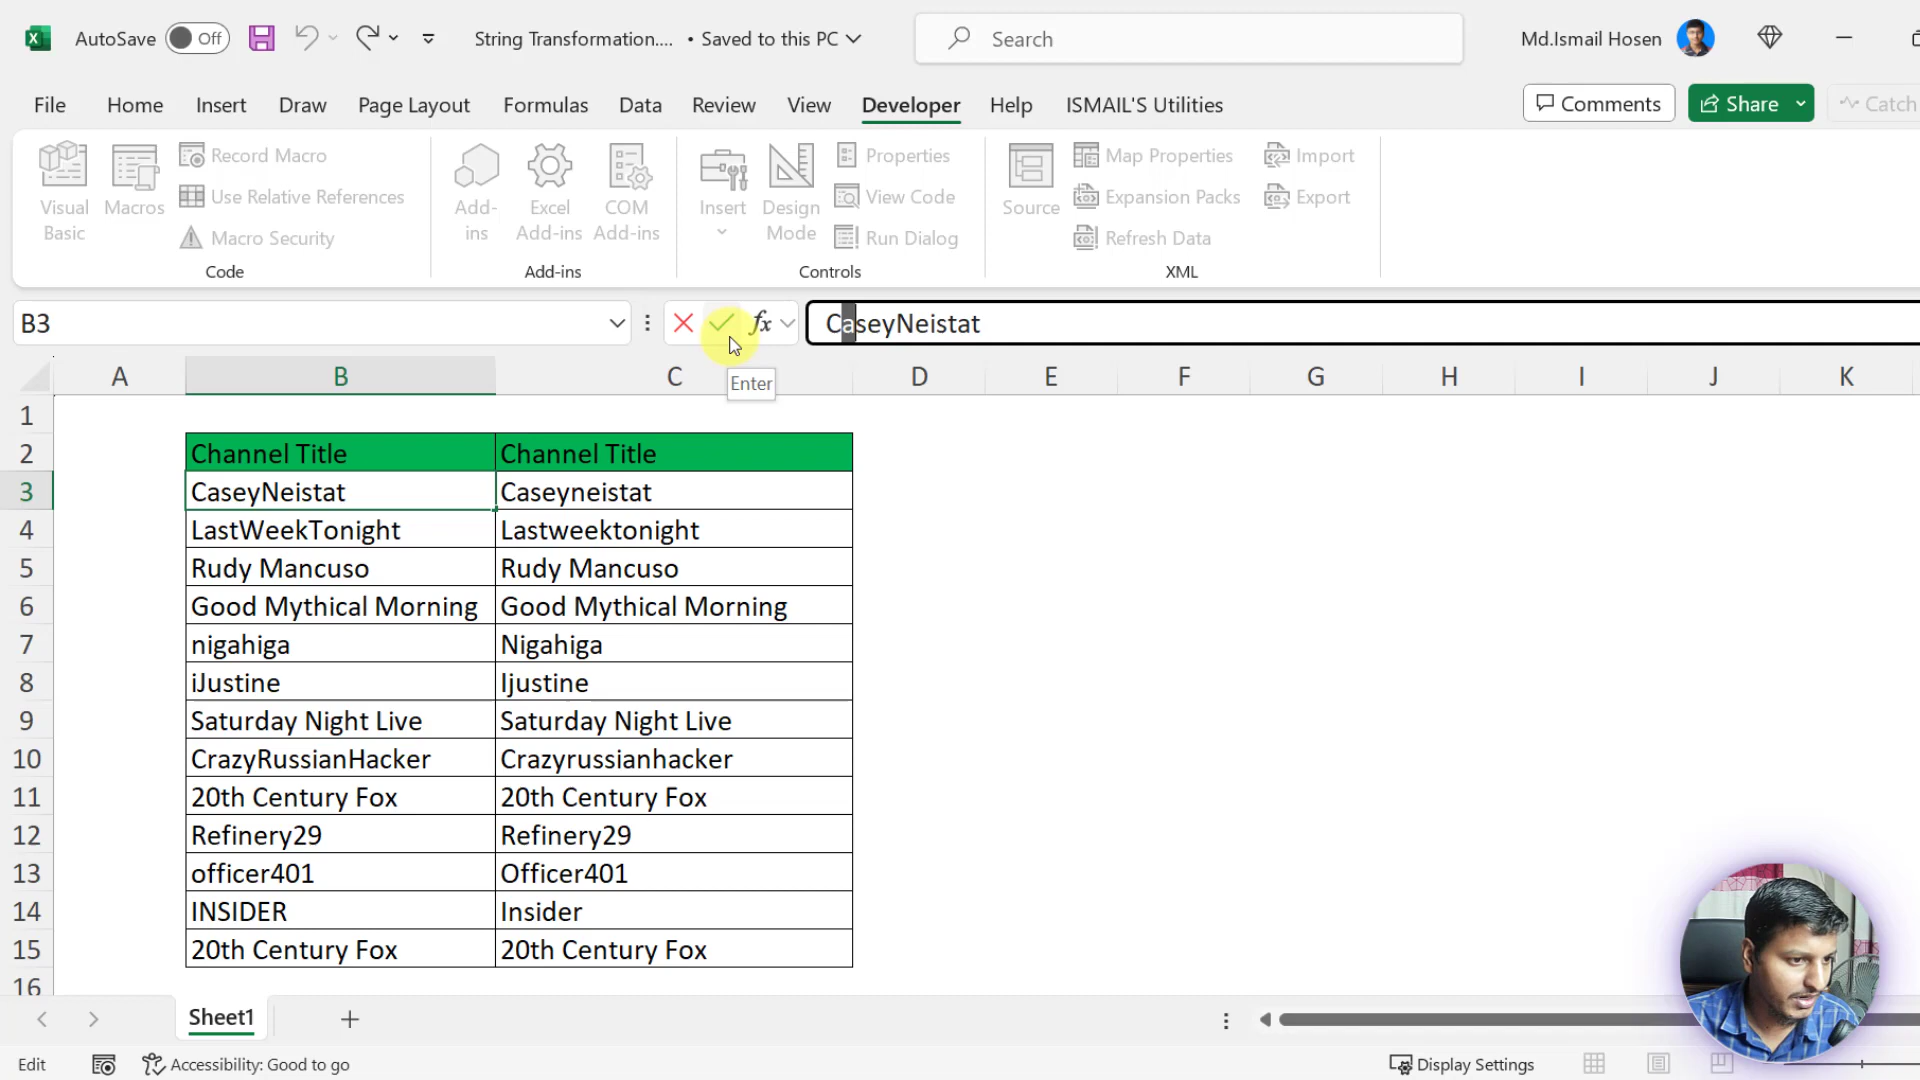 AutoSave Off String Transformation.... • Saved to this PC Search Md.Ismail Hosen
File Home Insert Draw Page Layout Formulas Data Review View Developer Help ISMAIL'S Utilities Comments Share Catch
Visual Basic
Macros
Record Macro
Use Relative References
Macro Security
Code
Add-ins
Excel Add-ins
COM Add-ins
Add-ins
Insert
Design Mode
Properties
View Code
Run Dialog
Controls
Source
Map Properties
Expansion Packs
Refresh Data
Import
Export
XML
B3 fx CaseyNeistat
Enter
A B C D E F G H I J K
1
2 Channel Title Channel Title
3 CaseyNeistat Caseyneistat
4 LastWeekTonight Lastweektonight
5 Rudy Mancuso Rudy Mancuso
6 Good Mythical Morning Good Mythical Morning
7 nigahiga Nigahiga
8 iJustine Ijustine
9 Saturday Night Live Saturday Night Live
10 CrazyRussianHacker Crazyrussianhacker
11 20th Century Fox 20th Century Fox
12 Refinery29 Refinery29
13 officer401 Officer401
14 INSIDER Insider
15 20th Century Fox 20th Century Fox
16
Sheet1
Edit Accessibility: Good to go Display Settings